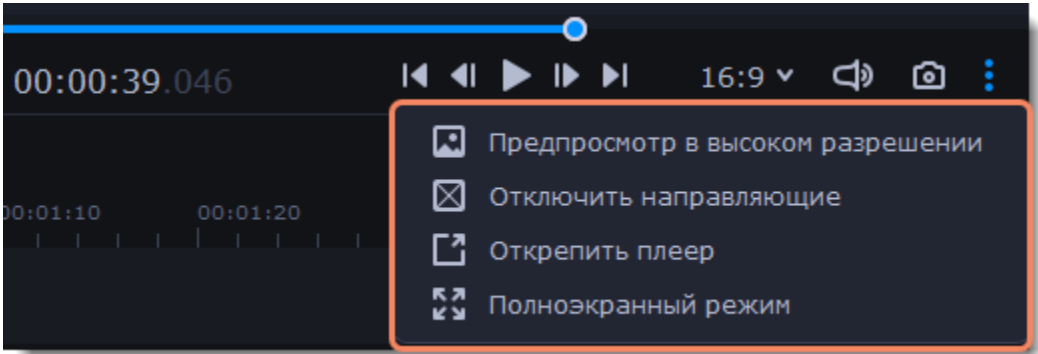 00:00:39.046
16:9
Предпросмотр в высоком разрешении
00:01:10 00:01:20
Отключить направляющие
Открепить плеер
Полноэкранный режим